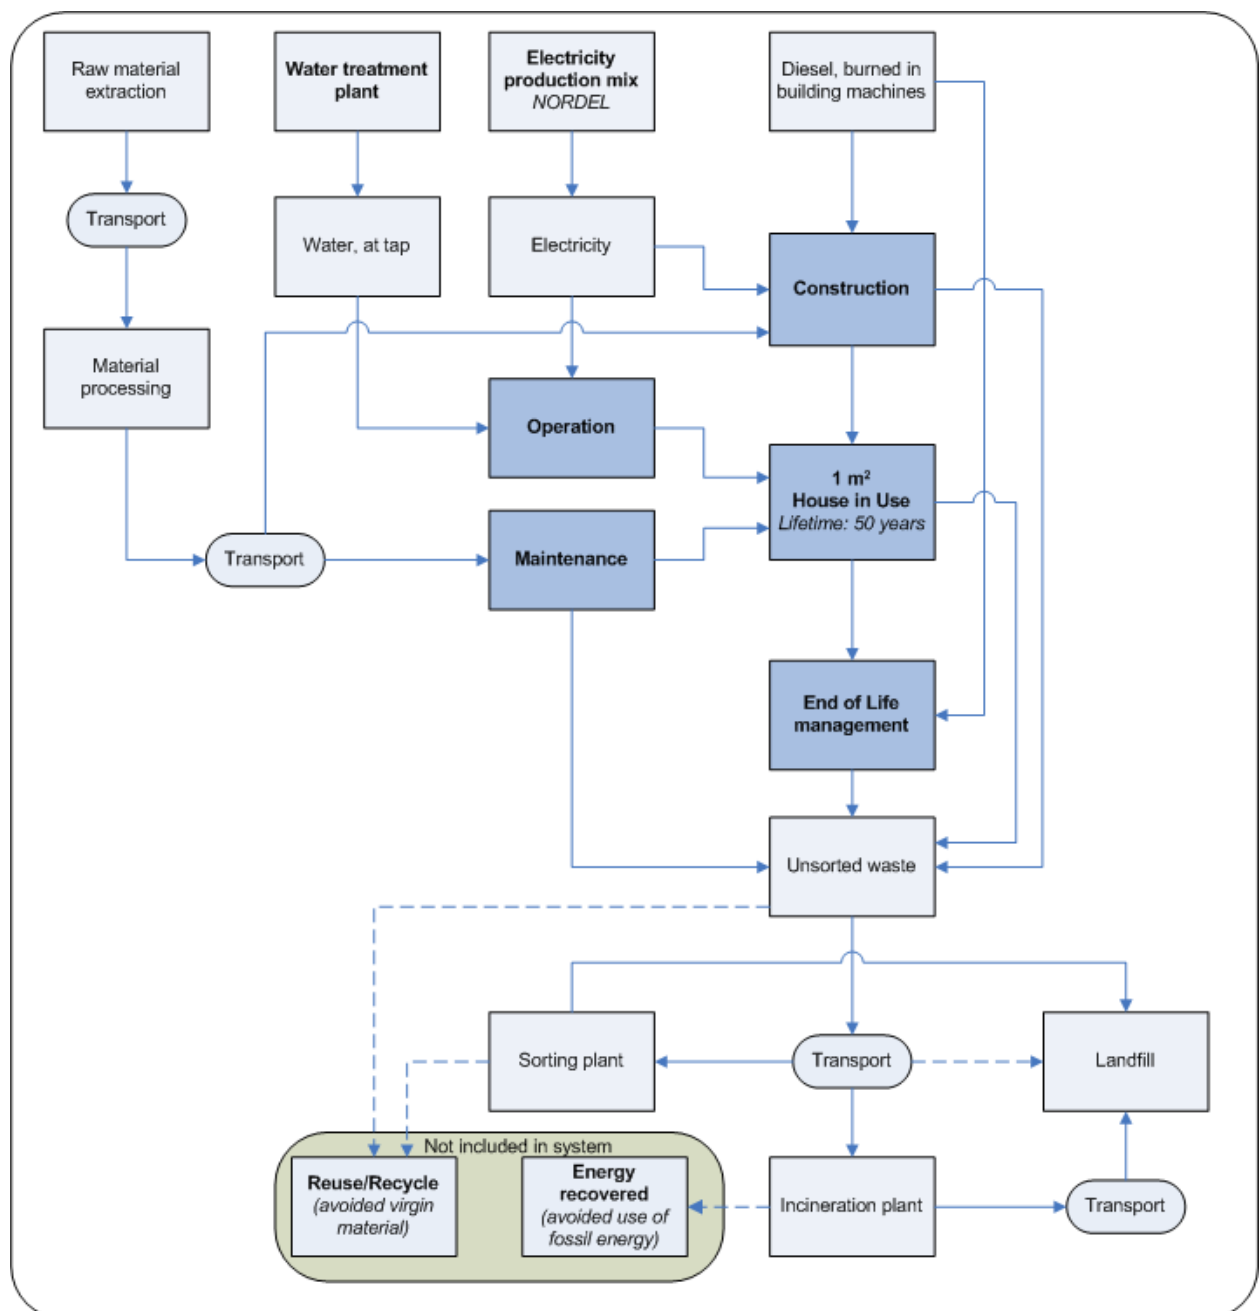 Raw material
extraction
Water treatment
plant
Electricity
production mix
NORDEL
Diesel, burned in
building machines
Transport
Water, at tap
Electricity
Construction
Material
processing
Operation
1 m²
House in Use
Lifetime: 50 years
Transport
Maintenance
End of Life
management
Unsorted waste
Sorting plant
Transport
Landfill
Not included in system
Reuse/Recycle
(avoided virgin
material)
Energy
recovered
(avoided use of
fossil energy)
Incineration plant
Transport